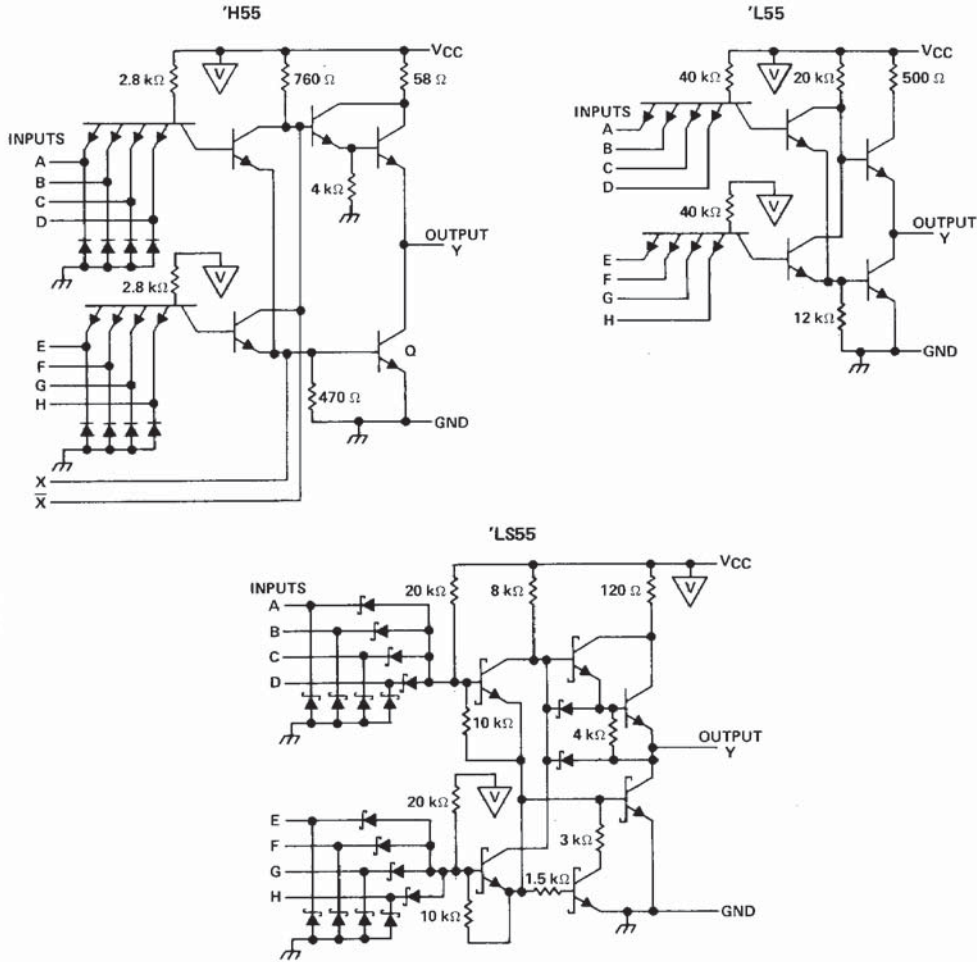 'H55
VCC
2.8 kΩ
760 Ω
58 Ω
V
INPUTS
A
B
C
D
4 kΩ
OUTPUT
Y
2.8 kΩ
V
E
F
G
H
Q
470 Ω
GND
X
X̅
'L55
VCC
40 kΩ
V
20 kΩ
500 Ω
INPUTS
A
B
C
D
40 kΩ
V
OUTPUT
Y
E
F
G
H
12 kΩ
GND
'LS55
VCC
20 kΩ
8 kΩ
120 Ω
V
INPUTS
A
B
C
D
10 kΩ
4 kΩ
OUTPUT
Y
20 kΩ
V
E
F
G
H
3 kΩ
1.5 kΩ
10 kΩ
GND